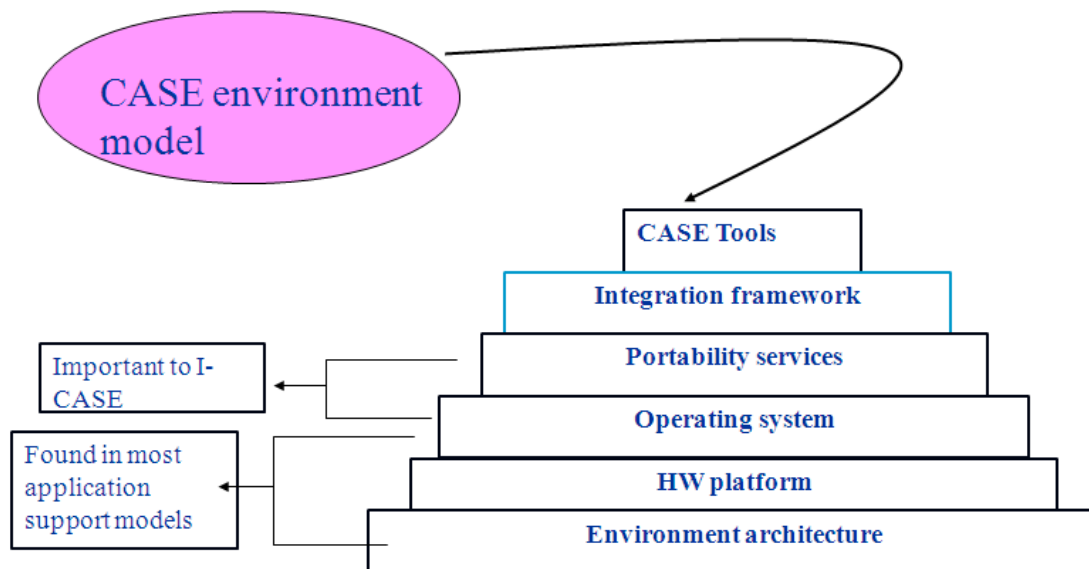 CASE environment
model
CASE Tools
Integration framework
Portability services
Important to I-
CASE
Operating system
Found in most
application
support models
HW platform
Environment architecture